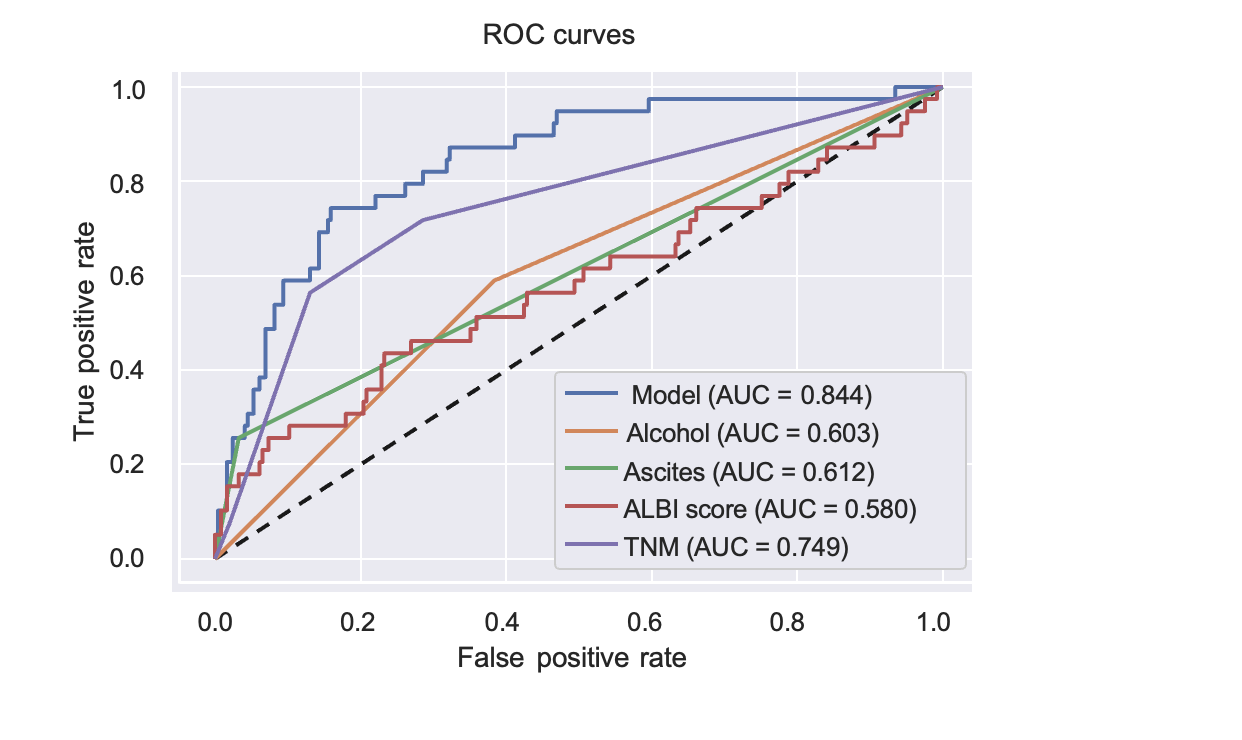 ROC curves
1.0
0.8
0.6
0.4
0.2
0.0
True positive rate
Model (AUC = 0.844)
Alcohol (AUC = 0.603)
Ascites (AUC = 0.612)
ALBI score (AUC = 0.580)
TNM (AUC = 0.749)
0.0 0.2 0.4 0.6 0.8 1.0
False positive rate